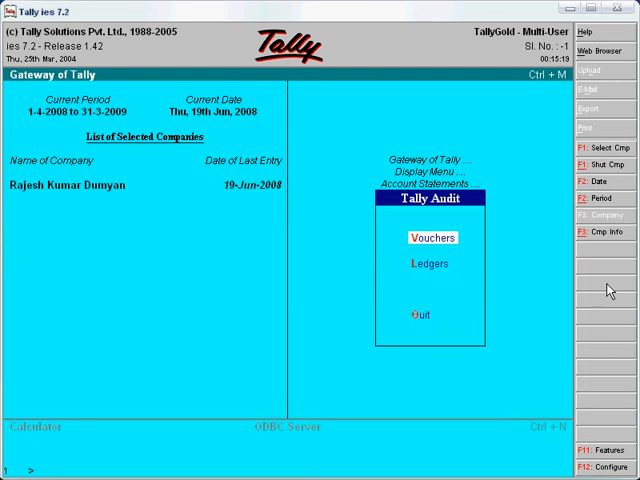 Tally ies 7.2
(c) Tally Solutions Pvt. Ltd., 1988-2005
TallyGold - Multi-User
ies 7.2 - Release 1.42
Sl. No. : -1
Thu, 25th Mar, 2004
00:15:19
Tally
Gateway of Tally
Ctrl + M
Current Period
Current Date
1-4-2008 to 31-3-2009
Thu, 19th Jun, 2008
List of Selected Companies
Name of Company
Date of Last Entry
Rajesh Kumar Dumyan
19-Jun-2008
Gateway of Tally ....
Display Menu ....
Account Statements ....
Tally Audit
Vouchers
Ledgers
Quit
Calculator
ODBC Server
Ctrl + N
1 >
Help
Web Browser
Upload
E-Mail
Export
Print
F1: Select Cmp
F1: Shut Cmp
F2: Date
F2: Period
F3: Company
F3: Cmp Info
F11: Features
F12: Configure